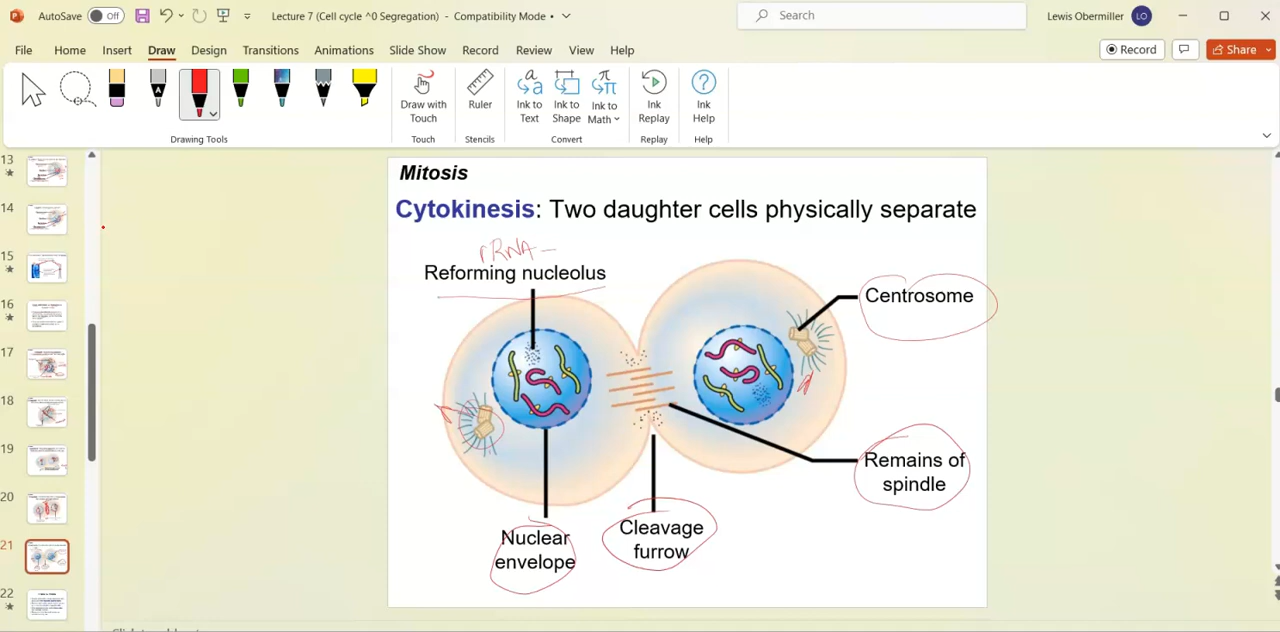 AutoSave Off Lecture 7 (Cell cycle ^0 Segregation) - Compatibility Mode • Search Lewis Obermiller LO
File Home Insert Draw Design Transitions Animations Slide Show Record Review View Help Record Share
Draw with Touch
Ruler
Ink to Text
Ink to Shape
Ink to Math
Ink Replay
Ink Help
Drawing Tools Touch Stencils Convert Replay Help
13
14
15
16
17
18
19
20
21
22
Mitosis
Cytokinesis: Two daughter cells physically separate
rRNA -
Reforming nucleolus
Centrosome
Remains of
spindle
Cleavage
furrow
Nuclear
envelope